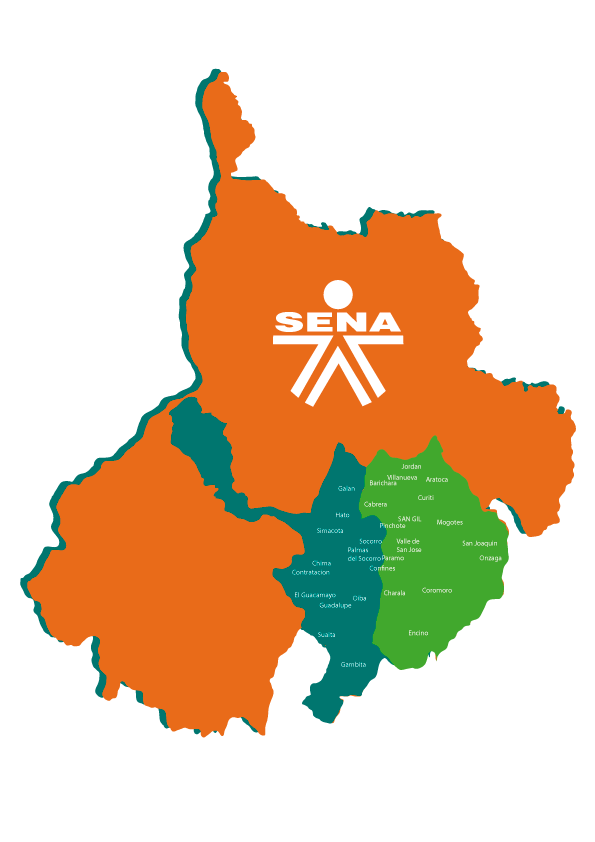 SENA
Jordan
Villanueva
Aratoca
Barichara
Galan
Curiti
Cabrera
Hato
SAN GIL
Pinchote
Mogotes
Simacota
Socorro
Valle de
San Jose
San Joaquin
Palmas
del Socorro
Paramo
Onzaga
Chima
Confines
Contratacion
El Guacamayo
Oiba
Charala
Coromoro
Guadalupe
Suaita
Encino
Gambita